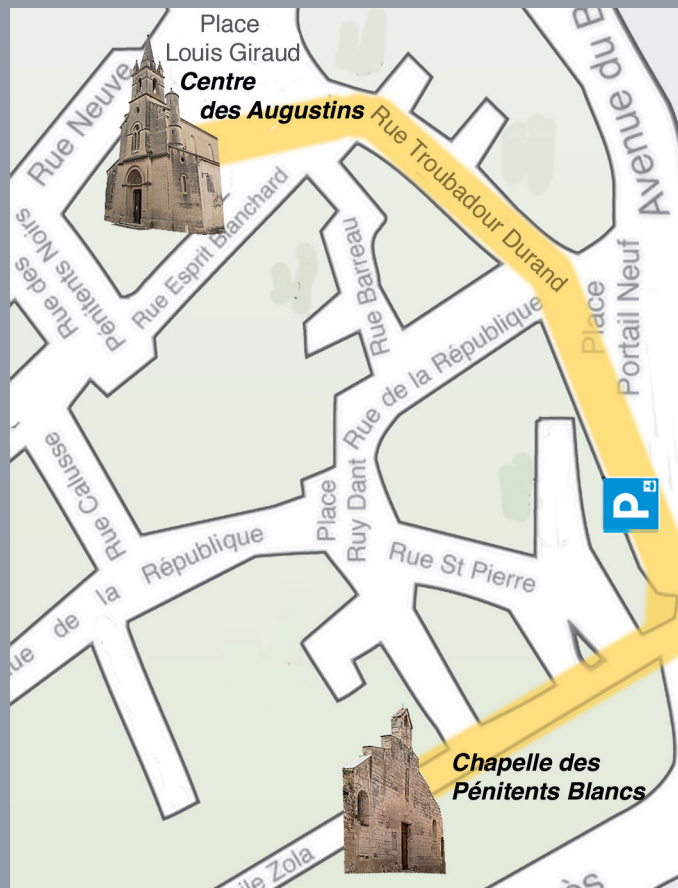 Place
Louis Giraud
Centre
des Augustins
Rue Neuve
Rue Troubadour Durand
Avenue du B
Rue des
Pénitents Noirs
Rue Esprit Blanchard
Rue Barreau
Place
Portail Neuf
Rue de la République
Rue Calusse
Place
Ruy Dant
P
Rue St Pierre
ue de la République
Chapelle des
Pénitents Blancs
ile Zola
ès